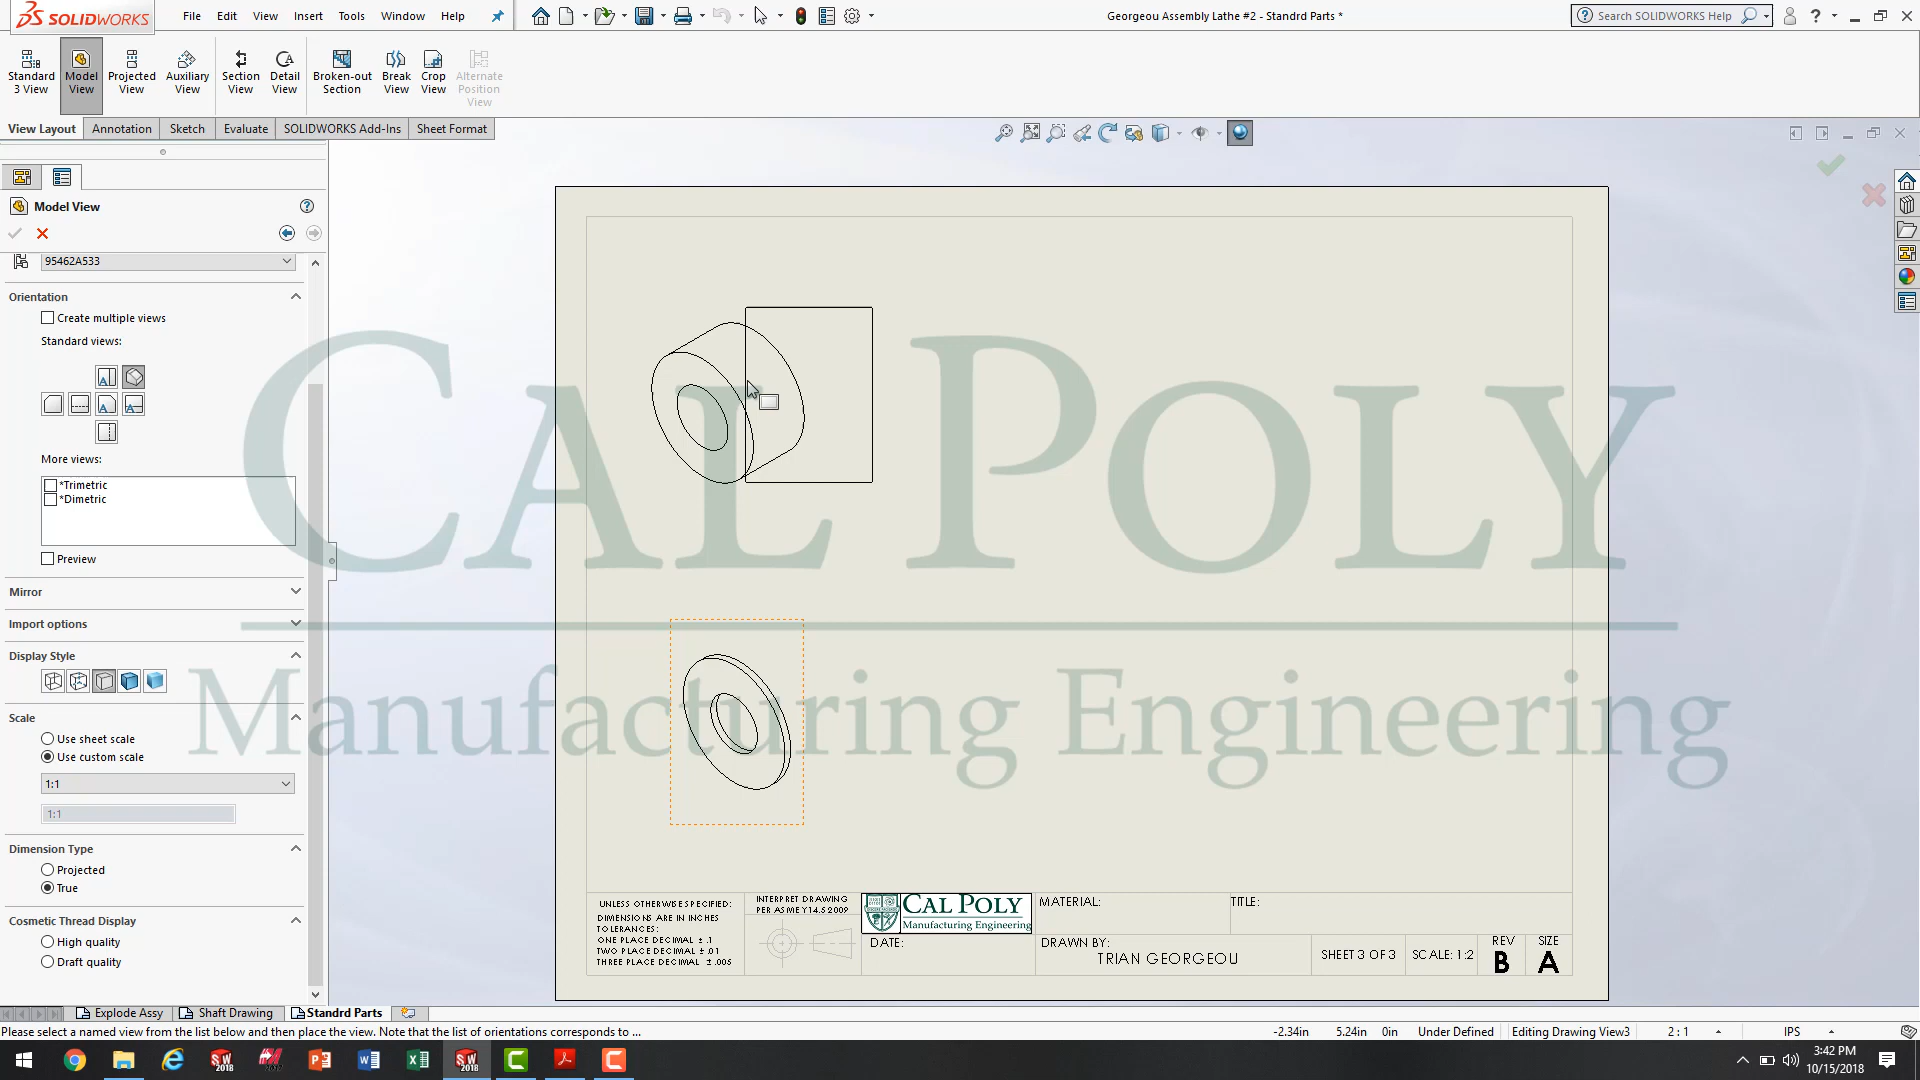 SOLIDWORKS
File Edit View Insert Tools Window Help
Georgeou Assembly Lathe #2 - Standrd Parts *
Search SOLIDWORKS Help
Standard 3 View
Model View
Projected View
Auxiliary View
Section View
Detail View
Broken-out Section
Break View
Crop View
Alternate Position View
View Layout Annotation Sketch Evaluate SOLIDWORKS Add-Ins Sheet Format
Model View
95462A533
Orientation
Create multiple views
Standard views:
More views:
*Trimetric
*Dimetric
Preview
Mirror
Import options
Display Style
Scale
Use sheet scale
Use custom scale
1:1
1:1
Dimension Type
Projected
True
Cosmetic Thread Display
High quality
Draft quality
CAL POLY
Manufacturing Engineering
UNLESS OTHERWISE SPECIFIED:
DIMENSIONS ARE IN INCHES
TOLERANCES:
ONE PLACE DECIMAL ± .1
TWO PLACE DECIMAL ± .01
THREE PLACE DECIMAL ± .005
INTERPRET DRAWING
PER ASME Y14.5 2009
CAL POLY
Manufacturing Engineering
DATE:
MATERIAL:
TITLE:
DRAWN BY:
TRIAN GEORGEOU
SHEET 3 OF 3
SCALE: 1:2
REV
B
SIZE
A
Explode Assy Shaft Drawing Standrd Parts
Please select a named view from the list below and then place the view. Note that the list of orientations corresponds to ...
-2.34in 5.24in 0in Under Defined Editing Drawing View3 2 : 1 IPS
SW 2018
SW 2018
3:42 PM
10/15/2018